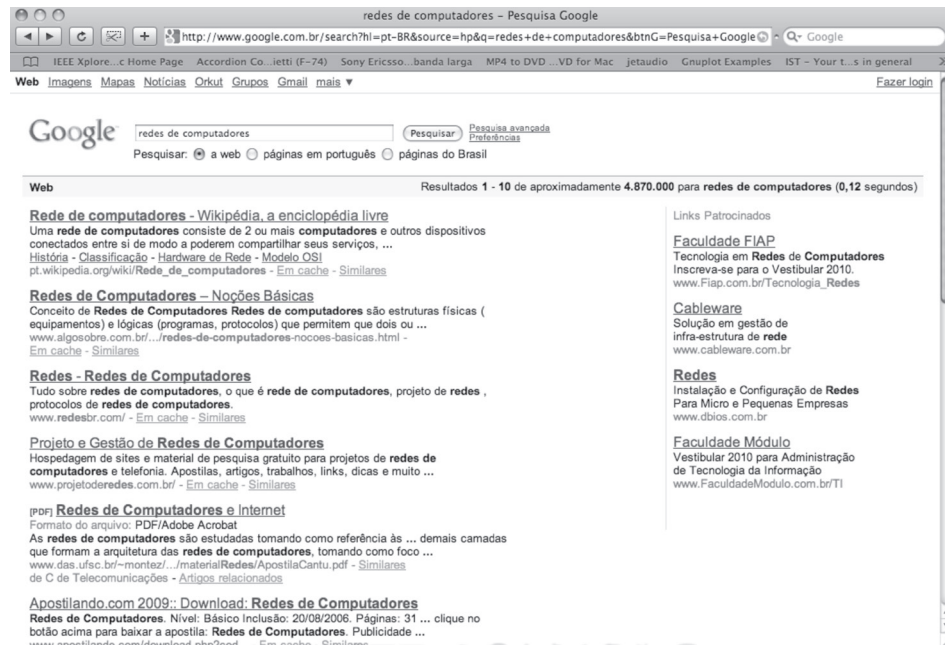 redes de computadores – Pesquisa Google
http://www.google.com.br/search?hl=pt-BR&source=hp&q=redes+de+computadores&btnG=Pesquisa+Google
Google
IEEE Xplore...c Home Page Accordion Co...ietti (F-74) Sony Ericsso...banda larga MP4 to DVD ...VD for Mac jetaudio Gnuplot Examples IST – Your t...s in general
Web Imagens Mapas Notícias Orkut Grupos Gmail mais ▼ Fazer login
Google
redes de computadores
Pesquisar
Pesquisa avançada
Preferências
Pesquisar: a web páginas em português páginas do Brasil
Web Resultados 1 - 10 de aproximadamente 4.870.000 para redes de computadores (0,12 segundos)
Rede de computadores - Wikipédia, a enciclopédia livre
Uma rede de computadores consiste de 2 ou mais computadores e outros dispositivos
conectados entre si de modo a poderem compartilhar seus serviços, ...
História - Classificação - Hardware de Rede - Modelo OSI
pt.wikipedia.org/wiki/Rede_de_computadores - Em cache - Similares
Redes de Computadores – Noções Básicas
Conceito de Redes de Computadores Redes de computadores são estruturas físicas (
equipamentos) e lógicas (programas, protocolos) que permitem que dois ou ...
www.algosobre.com.br/.../redes-de-computadores-nocoes-basicas.html -
Em cache - Similares
Redes - Redes de Computadores
Tudo sobre redes de computadores, o que é rede de computadores, projeto de redes ,
protocolos de redes de computadores.
www.redesbr.com/ - Em cache - Similares
Projeto e Gestão de Redes de Computadores
Hospedagem de sites e material de pesquisa gratuito para projetos de redes de
computadores e telefonia. Apostilas, artigos, trabalhos, links, dicas e muito ...
www.projetoderedes.com.br/ - Em cache - Similares
[PDF] Redes de Computadores e Internet
Formato do arquivo: PDF/Adobe Acrobat
As redes de computadores são estudadas tomando como referência às ... demais camadas
que formam a arquitetura das redes de computadores, tomando como foco ...
www.das.ufsc.br/~montez/.../materialRedes/ApostilaCantu.pdf - Similares
de C de Telecomunicações - Artigos relacionados
Apostilando.com 2009:: Download: Redes de Computadores
Redes de Computadores. Nível: Básico Inclusão: 20/08/2006. Páginas: 31 ... clique no
botão acima para baixar a apostila: Redes de Computadores. Publicidade ...
Links Patrocinados
Faculdade FIAP
Tecnologia em Redes de Computadores
Inscreva-se para o Vestibular 2010.
www.Fiap.com.br/Tecnologia_Redes
Cableware
Solução em gestão de
infra-estrutura de rede
www.cableware.com.br
Redes
Instalação e Configuração de Redes
Para Micro e Pequenas Empresas
www.dbios.com.br
Faculdade Módulo
Vestibular 2010 para Administração
de Tecnologia da Informação
www.FaculdadeModulo.com.br/TI